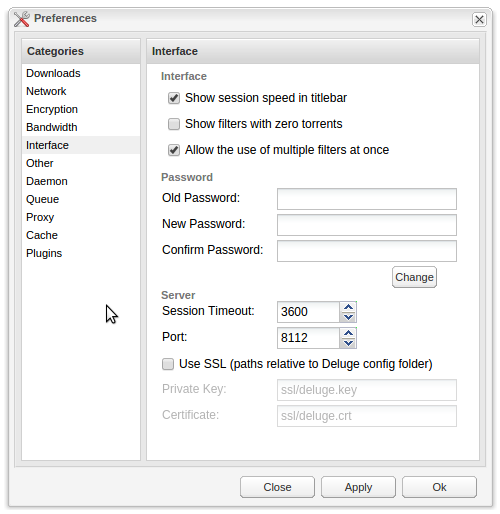 Preferences
Categories
Downloads
Network
Encryption
Bandwidth
Interface
Other
Daemon
Queue
Proxy
Cache
Plugins
Interface
Interface
Show session speed in titlebar
Show filters with zero torrents
Allow the use of multiple filters at once
Password
Old Password:
New Password:
Confirm Password:
Change
Server
Session Timeout: 3600
Port: 8112
Use SSL (paths relative to Deluge config folder)
Private Key: ssl/deluge.key
Certificate: ssl/deluge.crt
Close Apply Ok